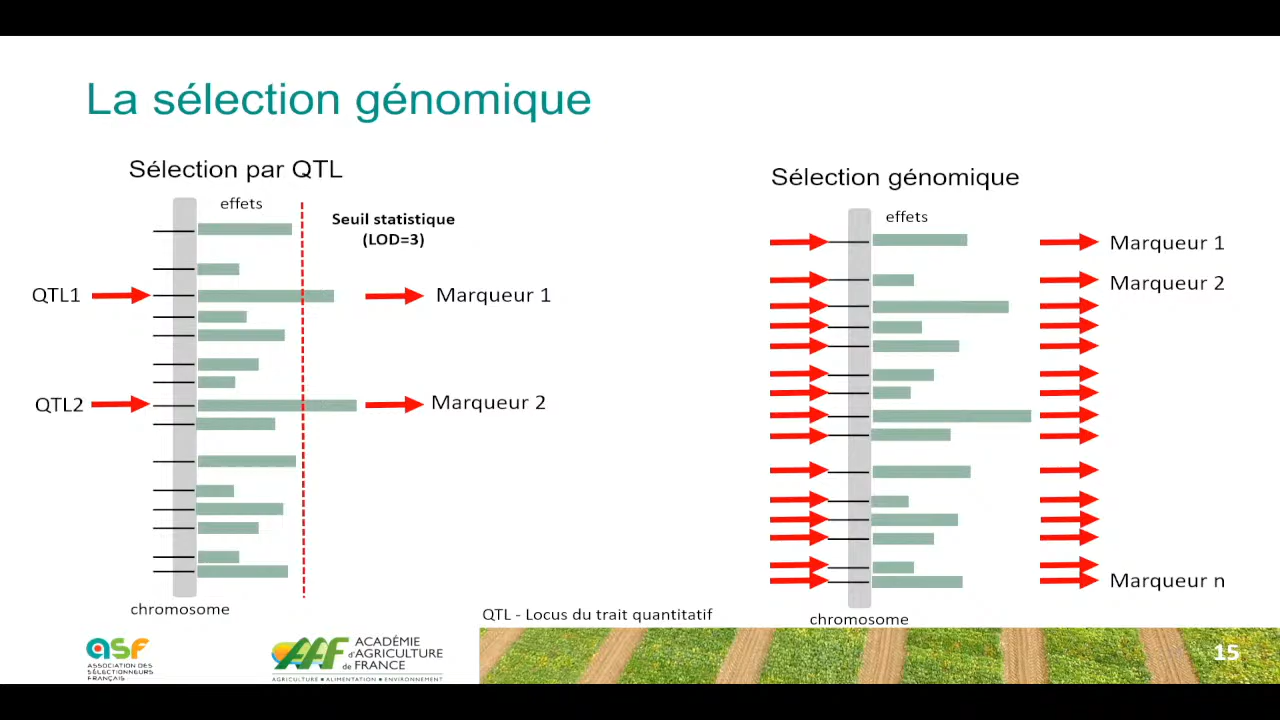 La sélection génomique
Sélection par QTL
effets
Seuil statistique
(LOD=3)
QTL1
Marqueur 1
QTL2
Marqueur 2
chromosome
Sélection génomique
effets
Marqueur 1
Marqueur 2
Marqueur n
chromosome
QTL - Locus du trait quantitatif
asf
ASSOCIATION DES
SÉLECTIONNEURS
FRANÇAIS
AAF
ACADÉMIE
d'AGRICULTURE
de FRANCE
AGRICULTURE ■ ALIMENTATION ■ ENVIRONNEMENT
15